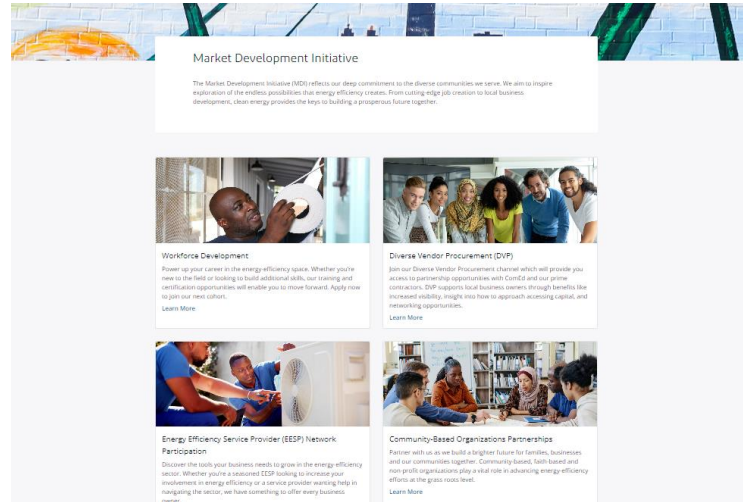 Market Development Initiative
The Market Development Initiative (MDI) reflects our deep commitment to the diverse communities we serve. We aim to inspire
exploration of the endless possibilities that energy efficiency creates. From cutting-edge job creation to local business
development, clean energy provides the keys to building a prosperous future together.
Workforce Development
Power up your career in the energy-efficiency space. Whether you're
new to the field or looking to build additional skills, our training and
certification opportunities will enable you to move forward. Apply now
to join our next cohort.
Learn More
Diverse Vendor Procurement (DVP)
Join our Diverse Vendor Procurement channel which will provide you
access to partnership opportunities with ComEd and our prime
contractors. DVP supports local business owners through benefits like
increased visibility, insight into how to approach accessing capital, and
networking opportunities.
Learn More
Energy Efficiency Service Provider (EESP) Network
Participation
Discover the tools your business needs to grow in the energy-efficiency
sector. Whether you're a seasoned EESP looking to increase your
involvement in energy efficiency or a service provider wanting help in
navigating the sector, we have something to offer every business
owner.
Community-Based Organizations Partnerships
Partner with us as we build a brighter future for families, businesses
and our communities together. Community-based, faith-based and
non-profit organizations play a vital role in advancing energy-efficiency
efforts at the grass roots level.
Learn More